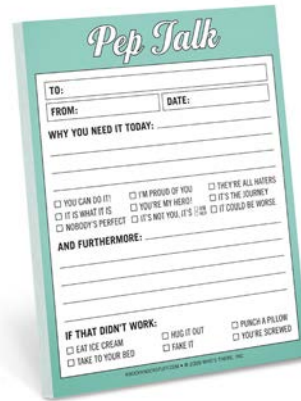 Pep Talk
TO:
FROM: DATE:
WHY YOU NEED IT TODAY:
YOU CAN DO IT! I'M PROUD OF YOU THEY'RE ALL HATERS
IT IS WHAT IT IS YOU'RE MY HERO! IT'S THE JOURNEY
NOBODY'S PERFECT IT'S NOT YOU, IT'S IT COULD BE WORSE
AND FURTHERMORE:
IF THAT DIDN'T WORK:
EAT ICE CREAM HUG IT OUT PUNCH A PILLOW
TAKE TO YOUR BED FAKE IT YOU'RE SCREWED